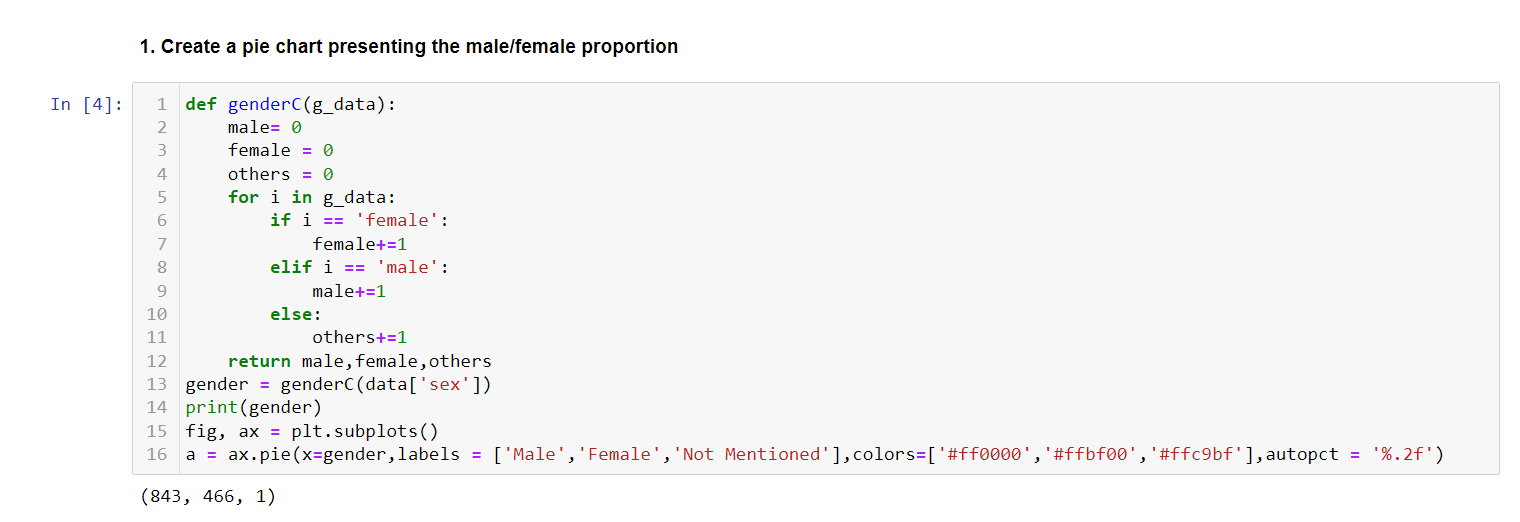 1. Create a pie chart presenting the male/female proportion
In [4]:
1 def genderC(g_data):
2     male= 0
3     female = 0
4     others = 0
5     for i in g_data:
6         if i == 'female':
7             female+=1
8         elif i == 'male':
9             male+=1
10         else:
11             others+=1
12     return male,female,others
13 gender = genderC(data['sex'])
14 print(gender)
15 fig, ax = plt.subplots()
16 a = ax.pie(x=gender,labels = ['Male','Female','Not Mentioned'],colors=['#ff0000','#ffbf00','#ffc9bf'],autopct = '%.2f')
(843, 466, 1)